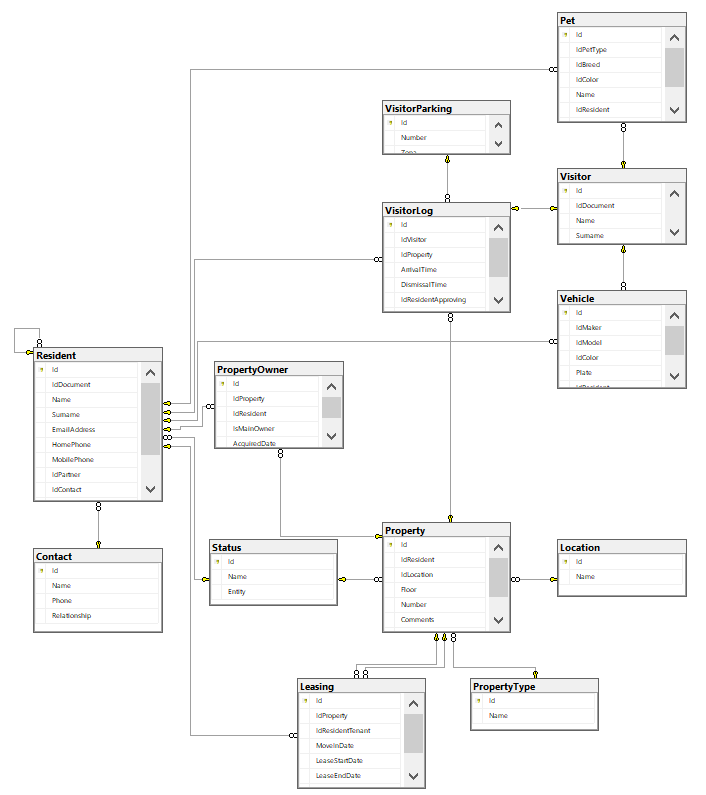 Pet
Id
IdPetType
IdBreed
IdColor
Name
IdResident
VisitorParking
Id
Number
Zona
Visitor
Id
IdDocument
Name
Surname
VisitorLog
Id
IdVisitor
IdProperty
ArrivalTime
DismissalTime
IdResidentApproving
Vehicle
Id
IdMaker
IdModel
IdColor
Plate
IdResident
Resident
Id
IdDocument
Name
Surname
EmailAddress
HomePhone
MobilePhone
IdPartner
IdContact
PropertyOwner
Id
IdProperty
IdResident
IsMainOwner
AcquiredDate
Contact
Id
Name
Phone
Relationship
Status
Id
Name
Entity
Property
Id
IdResident
IdLocation
Floor
Number
Comments
Location
Id
Name
Leasing
Id
IdProperty
IdResidentTenant
MoveInDate
LeaseStartDate
LeaseEndDate
PropertyType
Id
Name